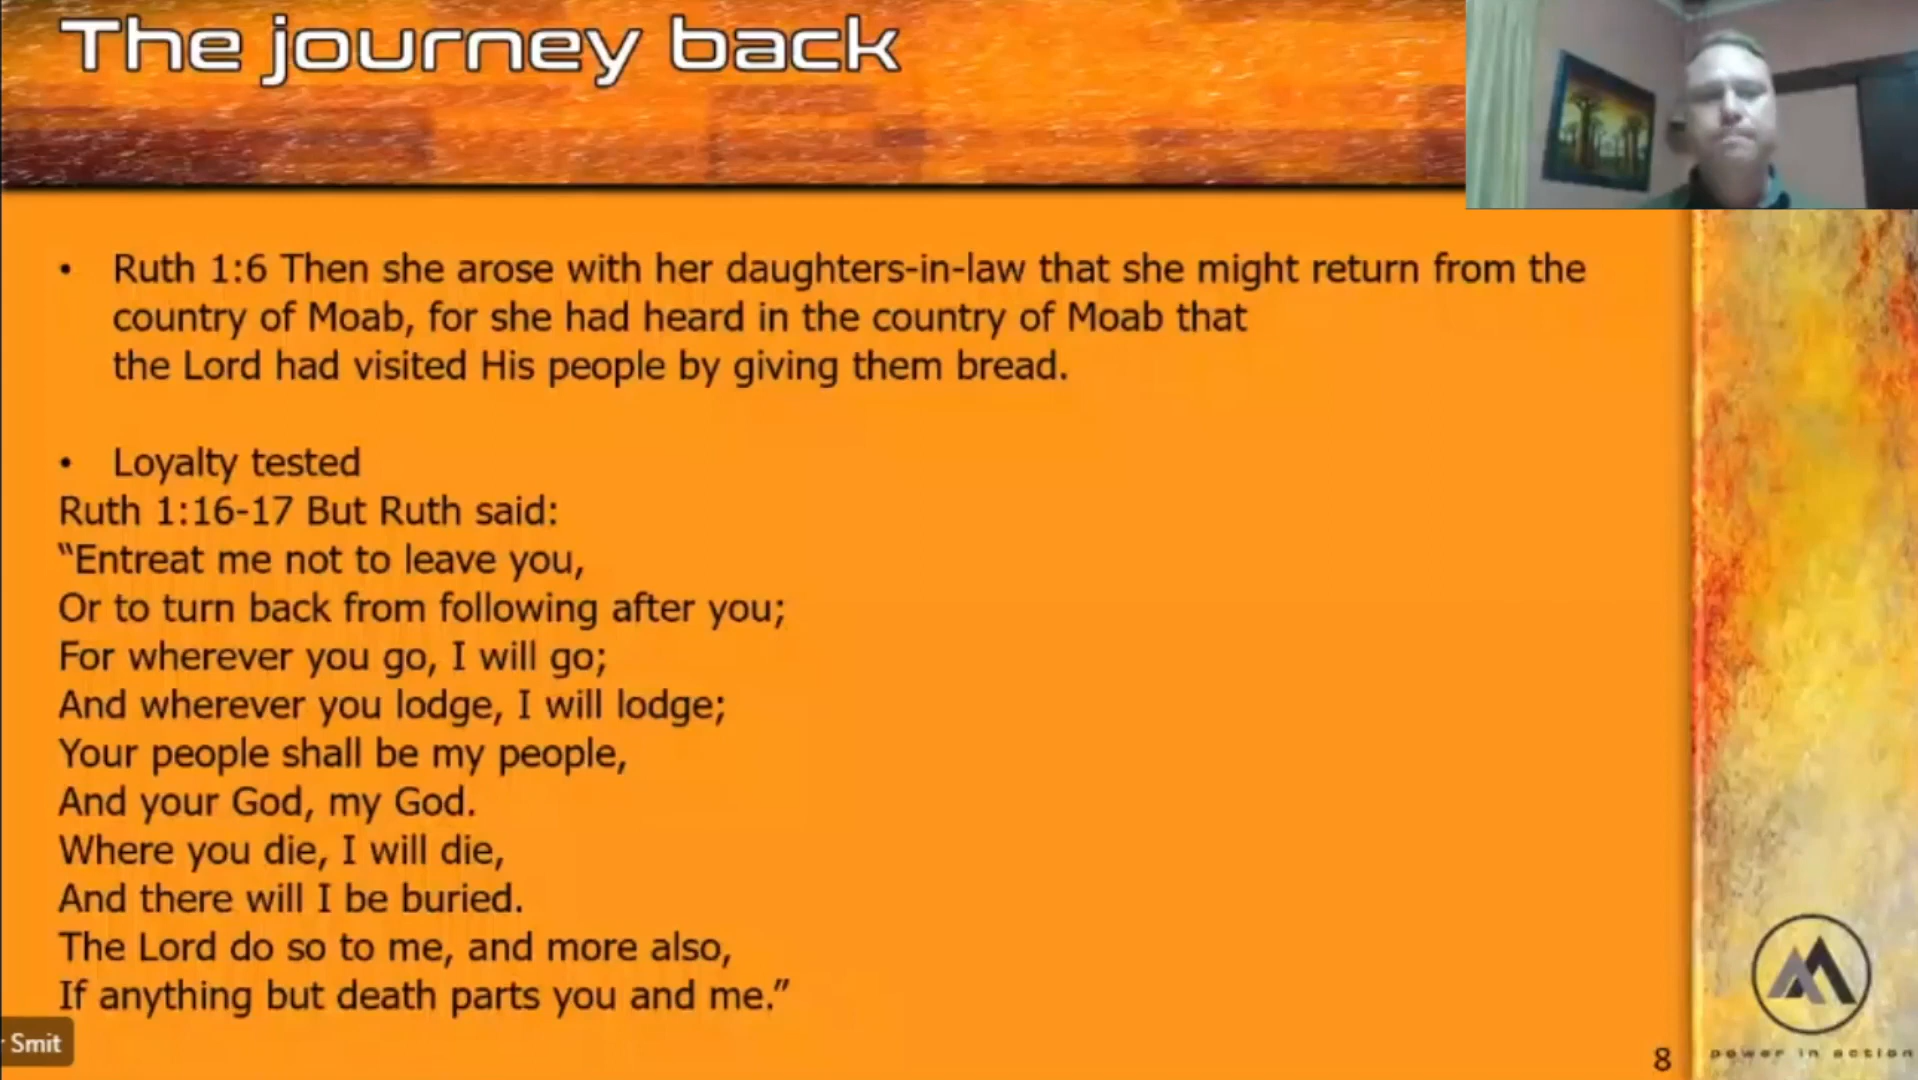 The journey back
• Ruth 1:6 Then she arose with her daughters-in-law that she might return from the
country of Moab, for she had heard in the country of Moab that
the Lord had visited His people by giving them bread.
• Loyalty tested
Ruth 1:16-17 But Ruth said:
“Entreat me not to leave you,
Or to turn back from following after you;
For wherever you go, I will go;
And wherever you lodge, I will lodge;
Your people shall be my people,
And your God, my God.
Where you die, I will die,
And there will I be buried.
The Lord do so to me, and more also,
If anything but death parts you and me.”
Smit
8
power in action